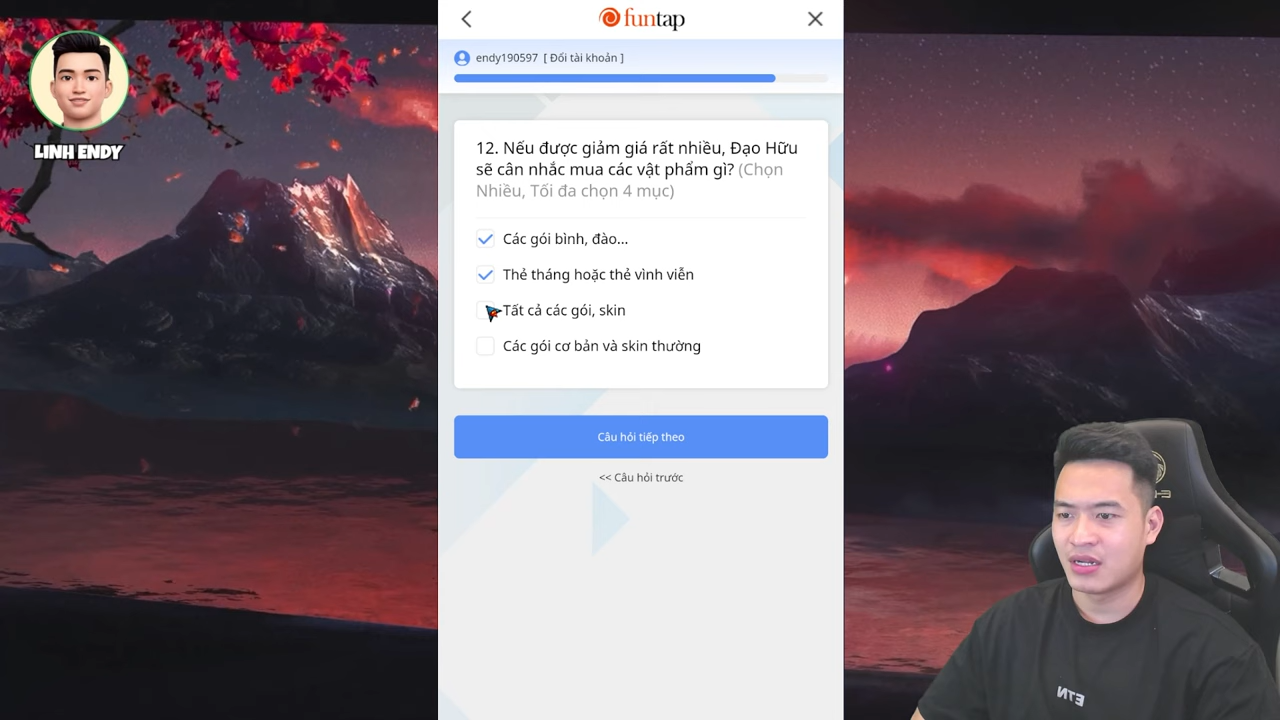 funtap
endy190597 [ Đổi tài khoản ]
LINH ENDY
12. Nếu được giảm giá rất nhiều, Đạo Hữu
sẽ cân nhắc mua các vật phẩm gì? (Chọn
Nhiều, Tối đa chọn 4 mục)
Các gói bình, đào...
Thẻ tháng hoặc thẻ vình viễn
Tất cả các gói, skin
Các gói cơ bản và skin thường
Câu hỏi tiếp theo
<< Câu hỏi trước